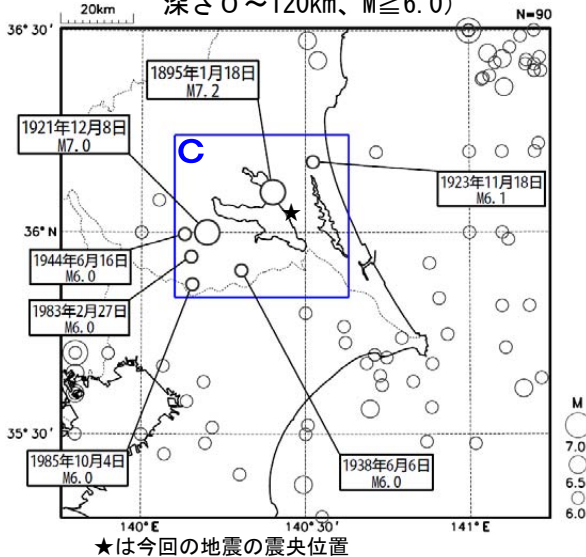 深さ0～120km、M≧6.0)
20km
N=90
36°30′
1895年1月18日
M7.2
1921年12月8日
M7.0
C
1923年11月18日
M6.1
36°N
1944年6月16日
M6.0
1983年2月27日
M6.0
35°30′
1985年10月4日
M6.0
1938年6月6日
M6.0
M
7.0
6.5
6.0
140°E
140°30′
141°E
★は今回の地震の震央位置